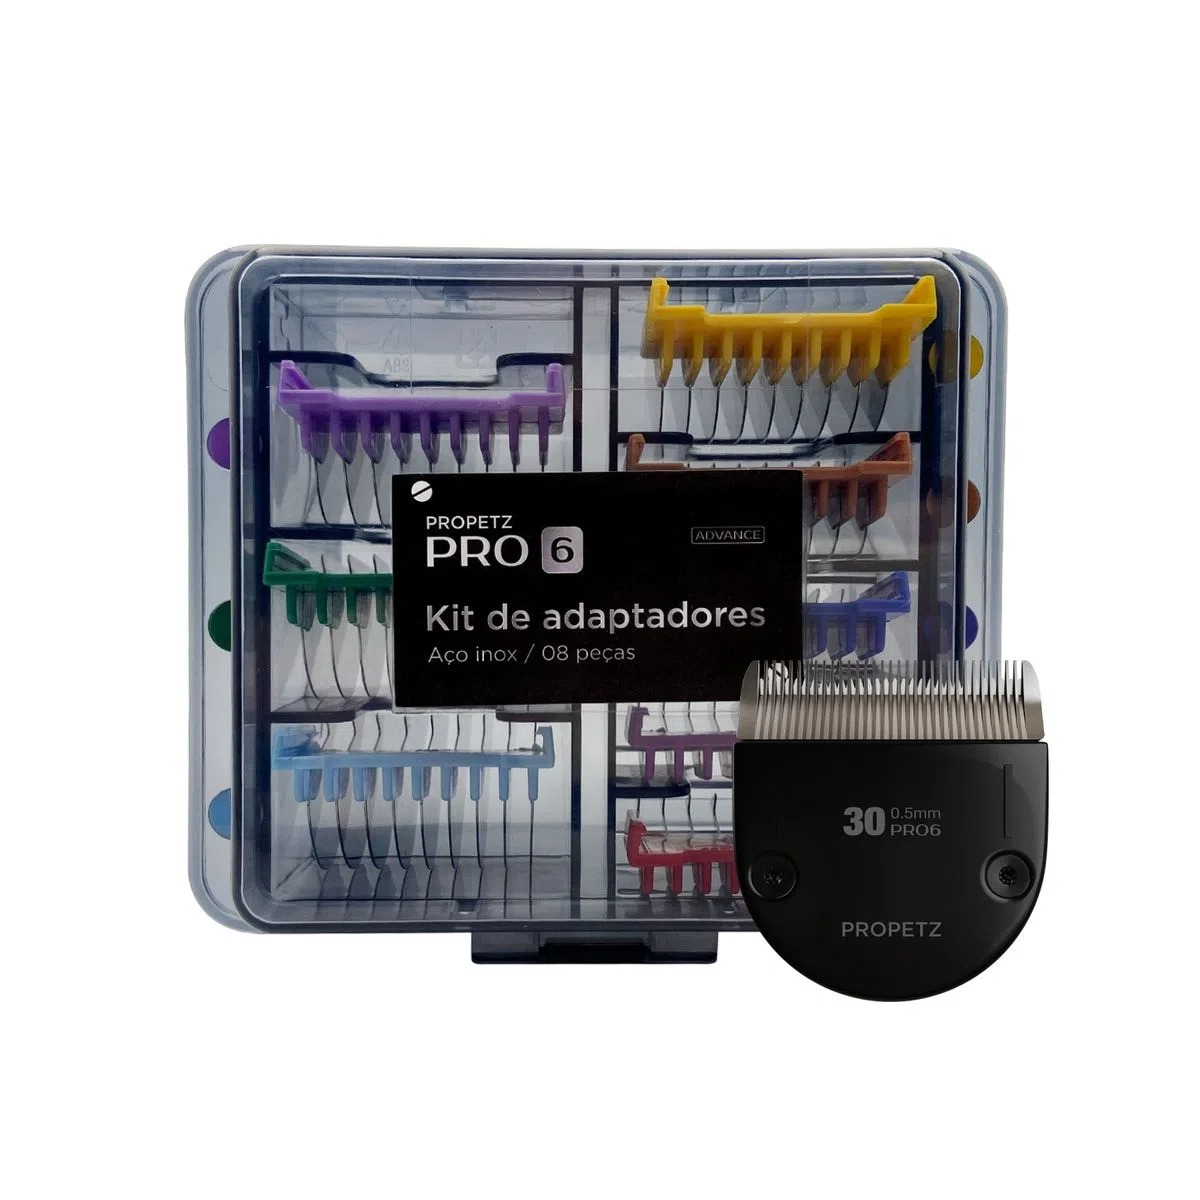 ABS
PROPETZ
PRO 6
ADVANCE
Kit de adaptadores
Aço inox / 08 peças
30 0.5mm
PRO6
PROPETZ